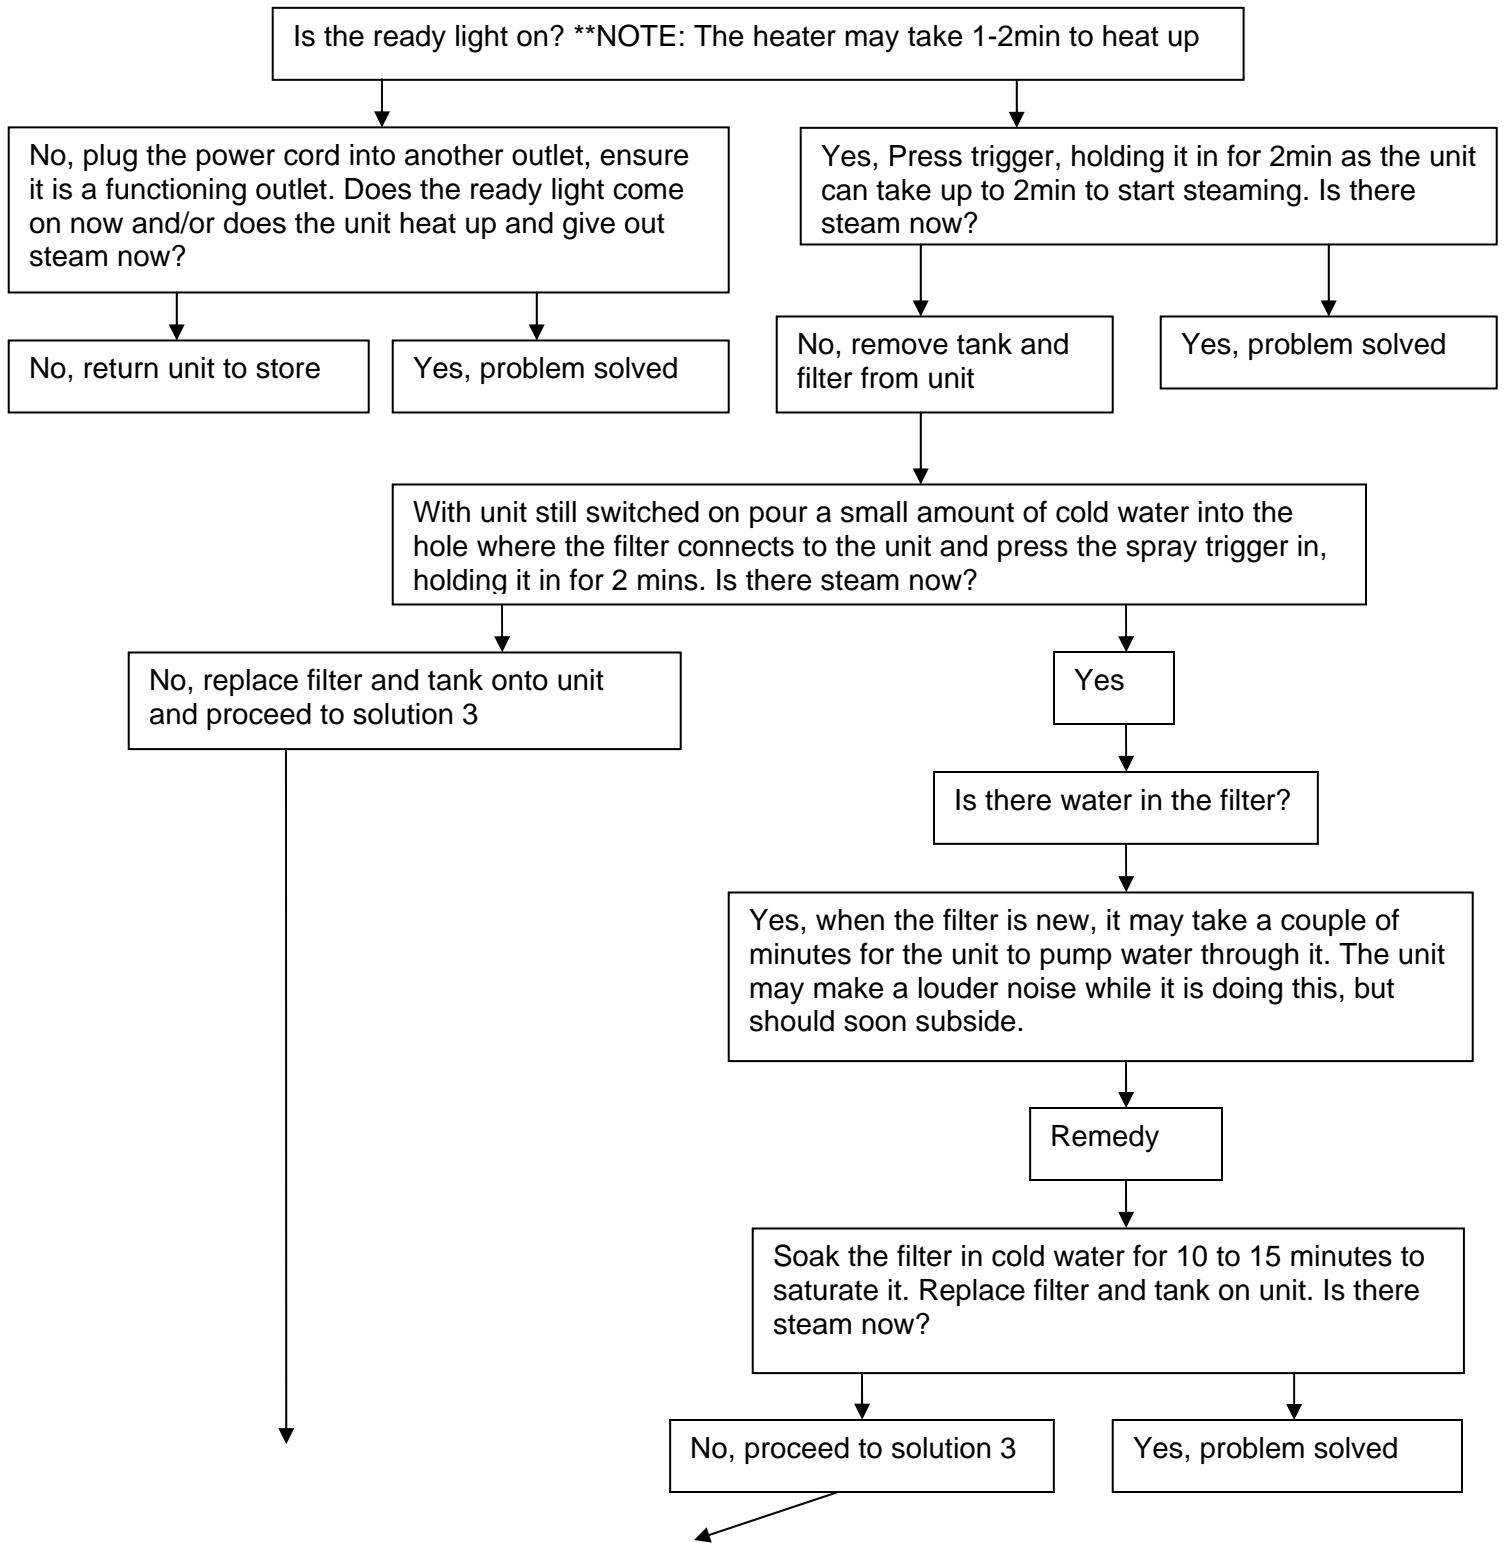 Is the ready light on? **NOTE: The heater may take 1-2min to heat up
No, plug the power cord into another outlet, ensure
it is a functioning outlet. Does the ready light come
on now and/or does the unit heat up and give out
steam now?
Yes, Press trigger, holding it in for 2min as the unit
can take up to 2min to start steaming. Is there
steam now?
No, return unit to store
Yes, problem solved
No, remove tank and
filter from unit
Yes, problem solved
With unit still switched on pour a small amount of cold water into the
hole where the filter connects to the unit and press the spray trigger in,
holding it in for 2 mins. Is there steam now?
No, replace filter and tank onto unit
and proceed to solution 3
Yes
Is there water in the filter?
Yes, when the filter is new, it may take a couple of
minutes for the unit to pump water through it. The unit
may make a louder noise while it is doing this, but
should soon subside.
Remedy
Soak the filter in cold water for 10 to 15 minutes to
saturate it. Replace filter and tank on unit. Is there
steam now?
No, proceed to solution 3
Yes, problem solved